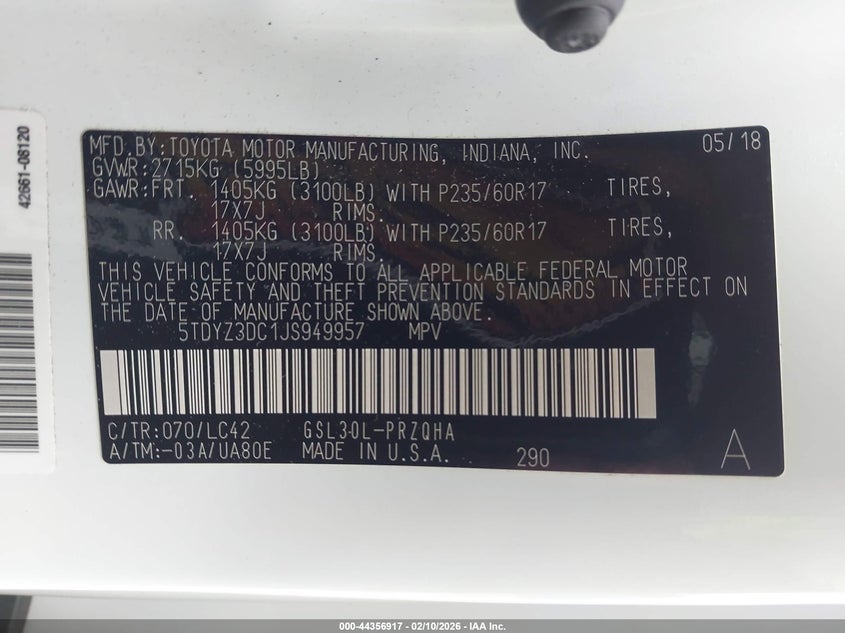 42661-08120
MFD.BY:TOYOTA MOTOR MANUFACTURING, INDIANA, INC. 05/18
GVWR:2715KG (5995LB)
GAWR:FRT. 1405KG (3100LB) WITH P235/60R17 TIRES,
17X7J RIMS.
RR. 1405KG (3100LB) WITH P235/60R17 TIRES,
17X7J RIMS.
THIS VEHICLE CONFORMS TO ALL APPLICABLE FEDERAL MOTOR
VEHICLE SAFETY AND THEFT PREVENTION STANDARDS IN EFFECT ON
THE DATE OF MANUFACTURE SHOWN ABOVE.
5TDYZ3DC1JS949957 MPV
C/TR:070/LC42 GSL30L-PRZQHA
A/TM:-03A/UA80E MADE IN U.S.A. 290 A
000-44356917 - 02/10/2026 - IAA Inc.